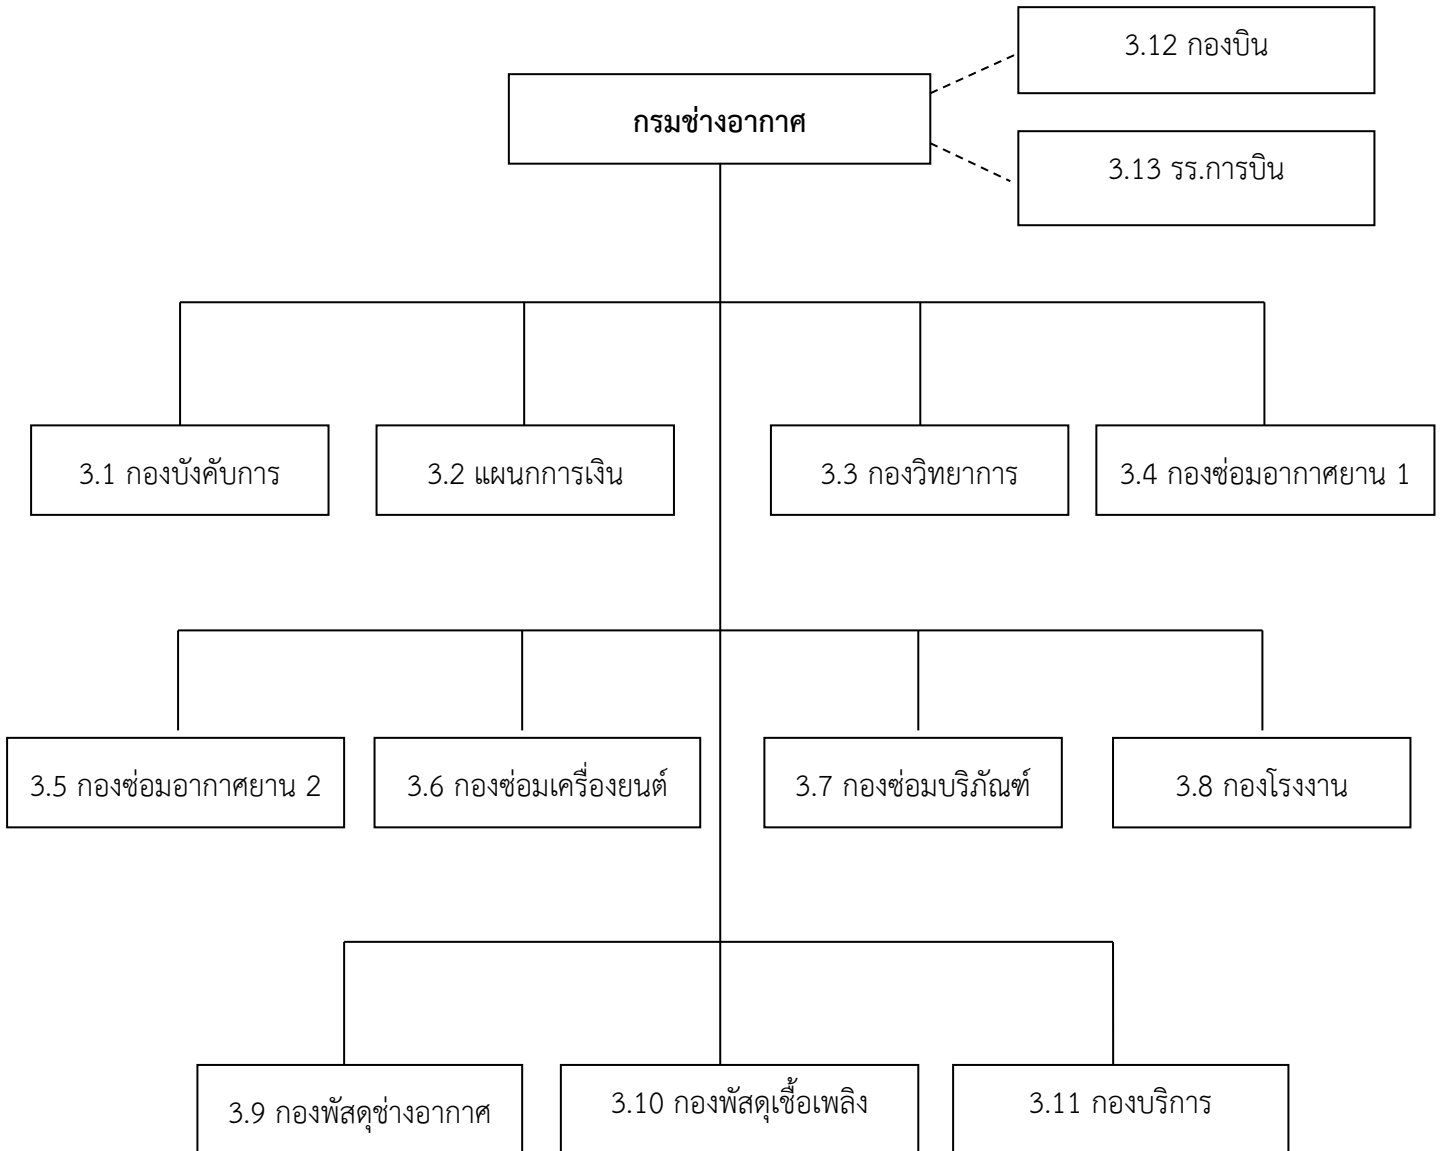 3.12 กองบิน
กรมช่างอากาศ
3.13 รร.การบิน
3.1 กองบังคับการ
3.2 แผนกการเงิน
3.3 กองวิทยาการ
3.4 กองซ่อมอากาศยาน 1
3.5 กองซ่อมอากาศยาน 2
3.6 กองซ่อมเครื่องยนต์
3.7 กองซ่อมบริภัณฑ์
3.8 กองโรงงาน
3.9 กองพัสดุช่างอากาศ
3.10 กองพัสดุเชื้อเพลิง
3.11 กองบริการ